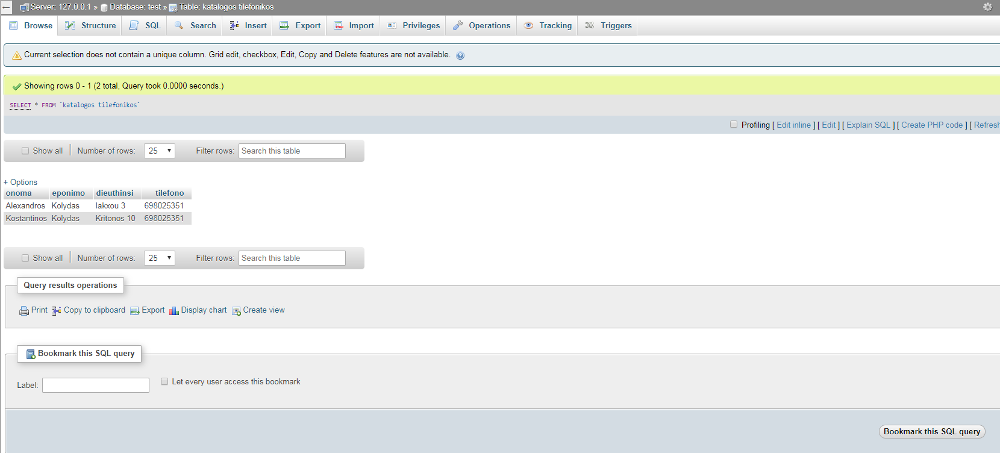 Server: 127.0.0.1 » Database: test » Table: katalogos tilefonikos
Browse Structure SQL Search Insert Export Import Privileges Operations Tracking Triggers
Current selection does not contain a unique column. Grid edit, checkbox, Edit, Copy and Delete features are not available.
Showing rows 0 - 1 (2 total, Query took 0.0000 seconds.)
SELECT * FROM `katalogos tilefonikos`
Profiling [ Edit inline ] [ Edit ] [ Explain SQL ] [ Create PHP code ] [ Refresh
Show all Number of rows: 25 Filter rows: Search this table
+ Options
onoma eponimo dieuthinsi tilefono
Alexandros Kolydas Iakxou 3 698025351
Kostantinos Kolydas Kritonos 10 698025351
Show all Number of rows: 25 Filter rows: Search this table
Query results operations
Print Copy to clipboard Export Display chart Create view
Bookmark this SQL query
Label: Let every user access this bookmark
Bookmark this SQL query